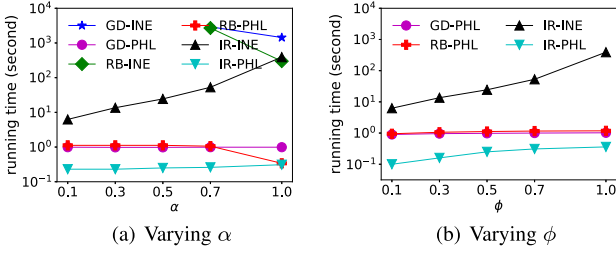 GD-INE
GD-PHL
RB-INE
RB-PHL
IR-INE
IR-PHL
running time (second)
10⁴
10³
10²
10¹
10⁰
10⁻¹
0.1 0.3 0.5 0.7 1.0
α
(a) Varying α
GD-PHL
RB-PHL
IR-INE
IR-PHL
running time (second)
10⁴
10³
10²
10¹
10⁰
10⁻¹
0.1 0.3 0.5 0.7 1.0
ϕ
(b) Varying ϕ